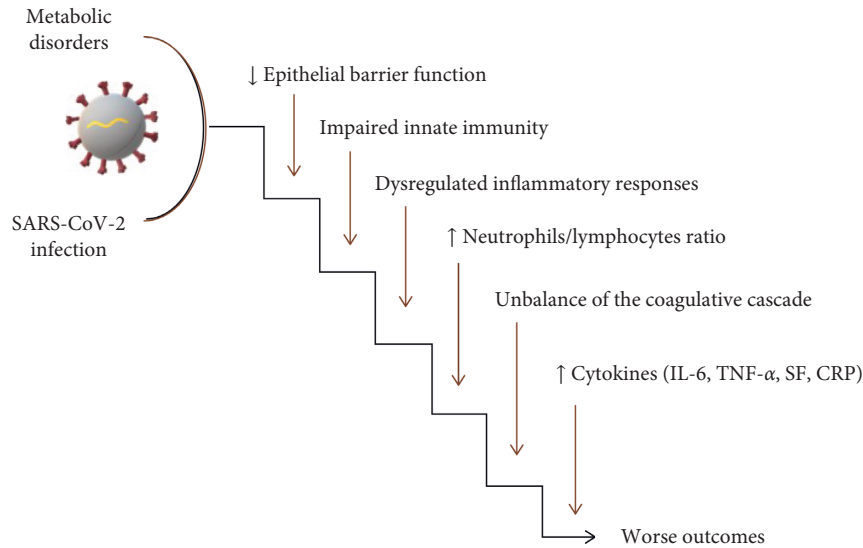 Metabolic
disorders
↓ Epithelial barrier function
Impaired innate immunity
Dysregulated inflammatory responses
SARS-CoV-2
infection
↑ Neutrophils/lymphocytes ratio
Unbalance of the coagulative cascade
↑ Cytokines (IL-6, TNF-α, SF, CRP)
Worse outcomes